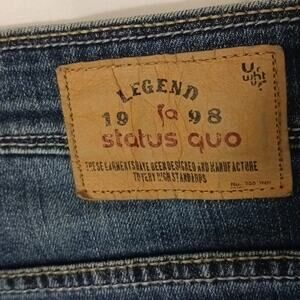 LEGEND
19 98
status quo
THESE GARMENTS HAVE BEEN DESIGNED AND MANUFACTURE
TO VERY HIGH STANDARDS